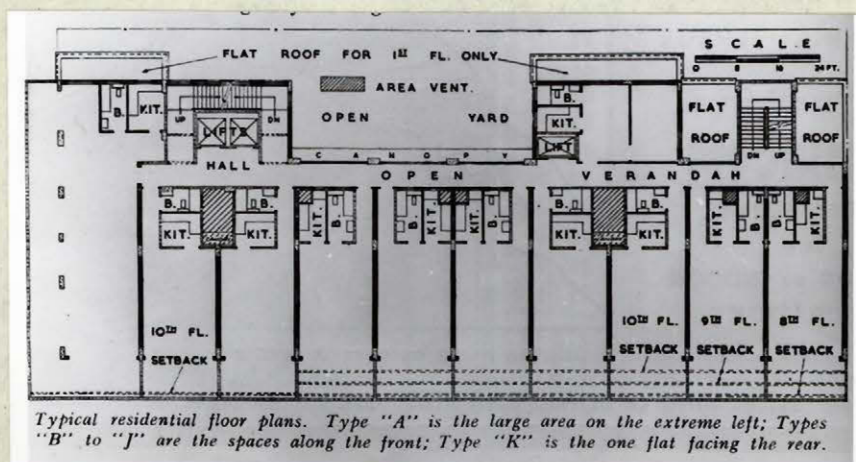 FLAT ROOF FOR 1ST FL. ONLY
SCALE
0 8 16 24 FT.
AREA VENT.
B.
KIT.
UP
DN
LIFTS
OPEN YARD
B.
KIT.
LIFT
FLAT ROOF
DN UP
FLAT ROOF
HALL
CANOPY
OPEN VERANDAH
B. B. KIT. B. B. KIT. KIT. B. B. B. KIT. B. B. KIT.
KIT. KIT. KIT. KIT.
10TH FL. SETBACK
10TH FL. SETBACK
9TH FL. SETBACK
8TH FL. SETBACK
Typical residential floor plans. Type "A" is the large area on the extreme left; Types
"B" to "J" are the spaces along the front; Type "K" is the one flat facing the rear.